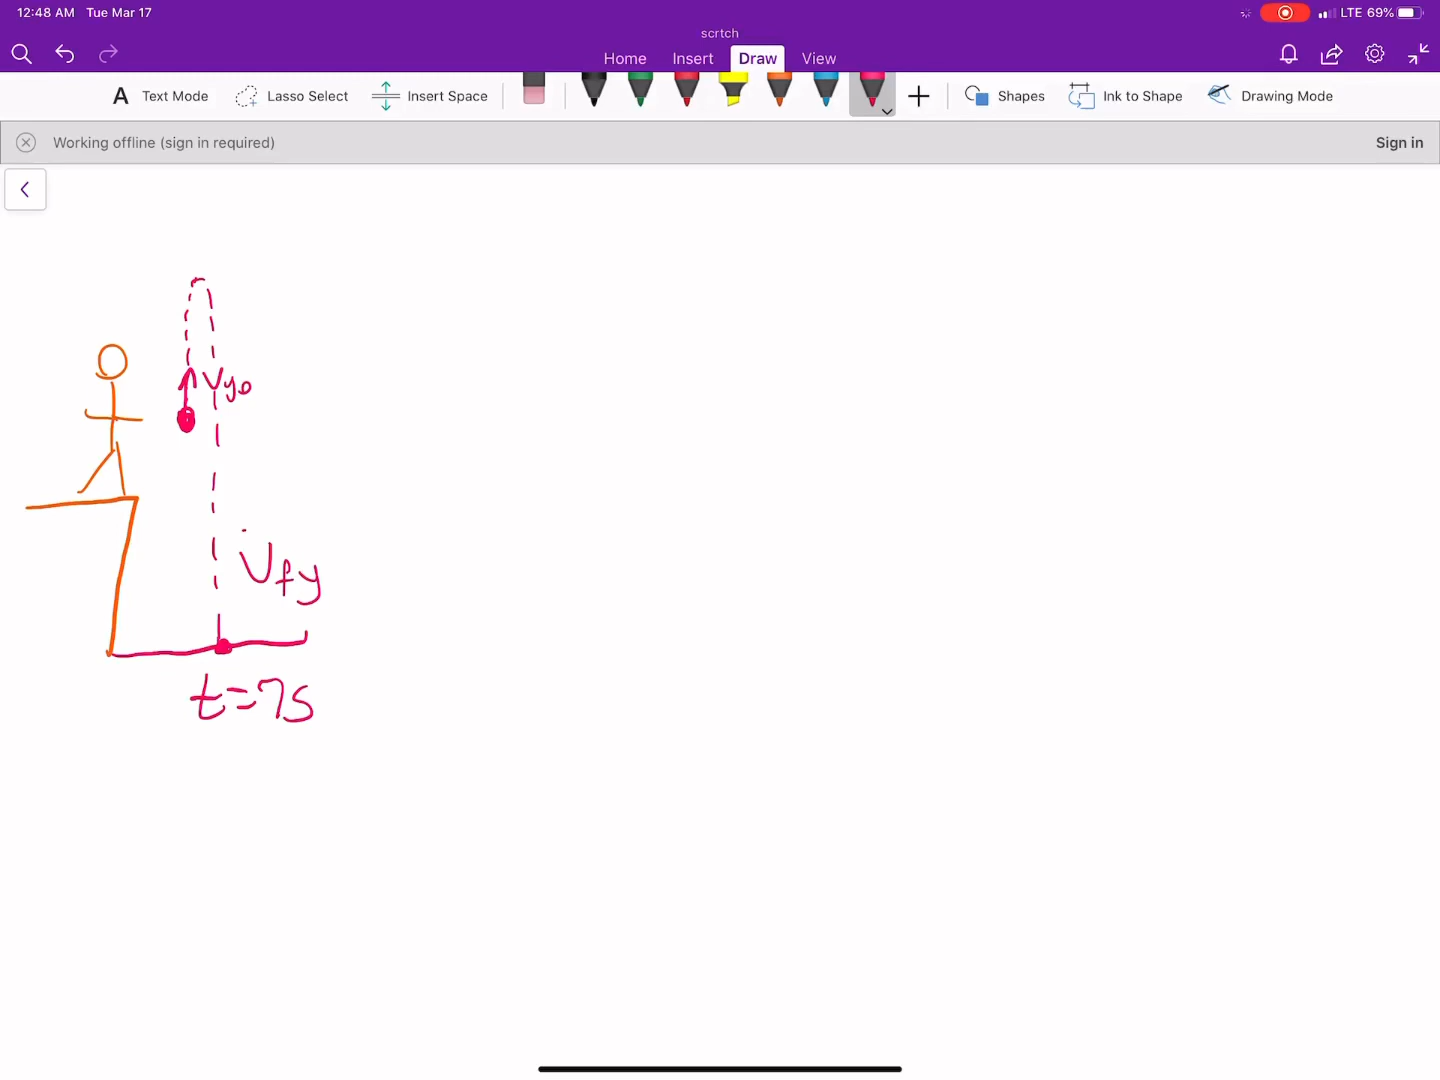 12:48 AM Tue Mar 17
LTE 69%
scrtch
Home Insert Draw View
A Text Mode Lasso Select Insert Space Shapes Ink to Shape Drawing Mode
Working offline (sign in required) Sign in
Vyo
Vfy
t=7s